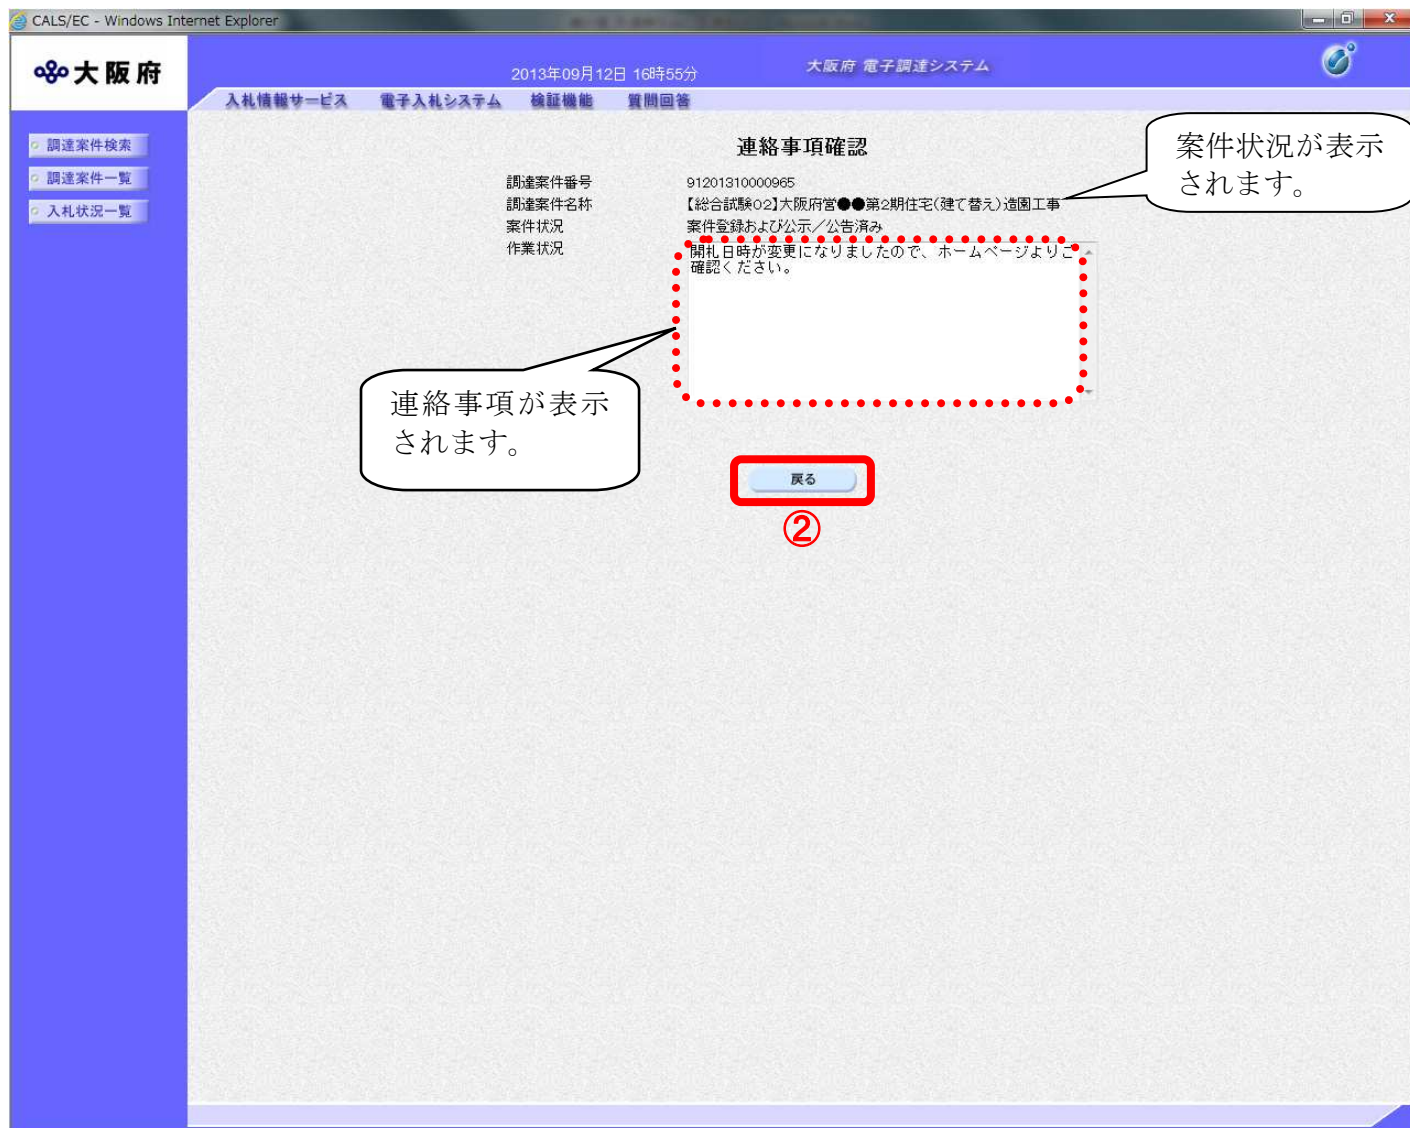 CALS/EC - Windows Internet Explorer
大阪府
2013年09月12日 16時55分
大阪府 電子調達システム
入札情報サービス 電子入札システム 検証機能 質問回答
調達案件検索
調達案件一覧
入札状況一覧
連絡事項確認
調達案件番号 91201310000965
調達案件名称 【総合試験02】大阪府営●●第2期住宅(建て替え)造園工事
案件状況 案件登録および公示／公告済み
作業状況 開札日時が変更になりましたので、ホームページよりご
確認ください。
案件状況が表示
されます。
連絡事項が表示
されます。
戻る
②